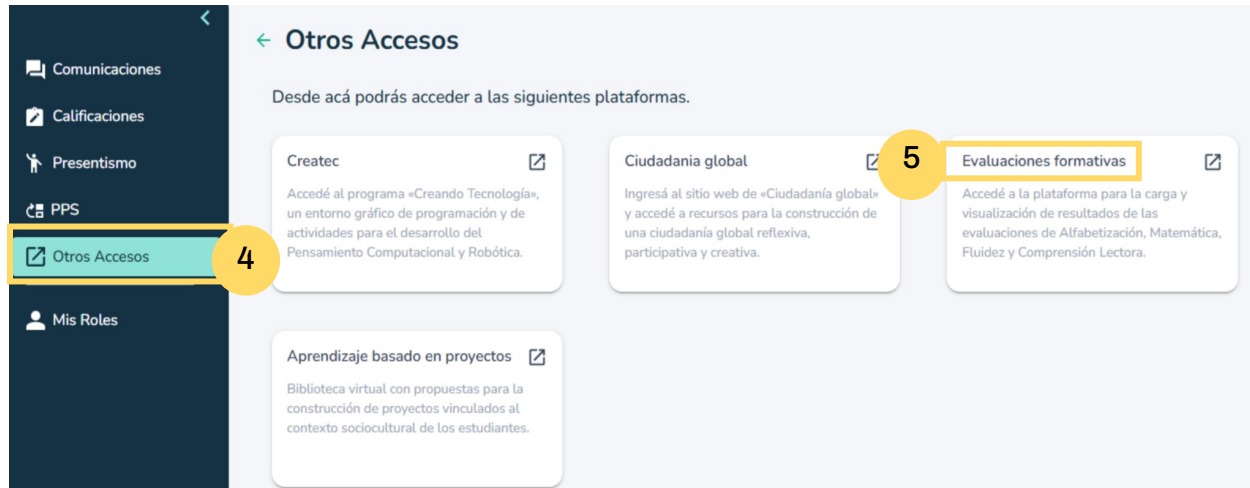 Comunicaciones
Calificaciones
Presentismo
PPS
Otros Accesos
4
Mis Roles
Otros Accesos
Desde acá podrás acceder a las siguientes plataformas.
Createc
Accedé al programa «Creando Tecnología»,
un entorno gráfico de programación y de
actividades para el desarrollo del
Pensamiento Computacional y Robótica.
Ciudadania global
Ingresá al sitio web de «Ciudadanía global»
y accedé a recursos para la construcción de
una ciudadanía global reflexiva,
participativa y creativa.
5
Evaluaciones formativas
Accedé a la plataforma para la carga y
visualización de resultados de las
evaluaciones de Alfabetización, Matemática,
Fluidez y Comprensión Lectora.
Aprendizaje basado en proyectos
Biblioteca virtual con propuestas para la
construcción de proyectos vinculados al
contexto sociocultural de los estudiantes.